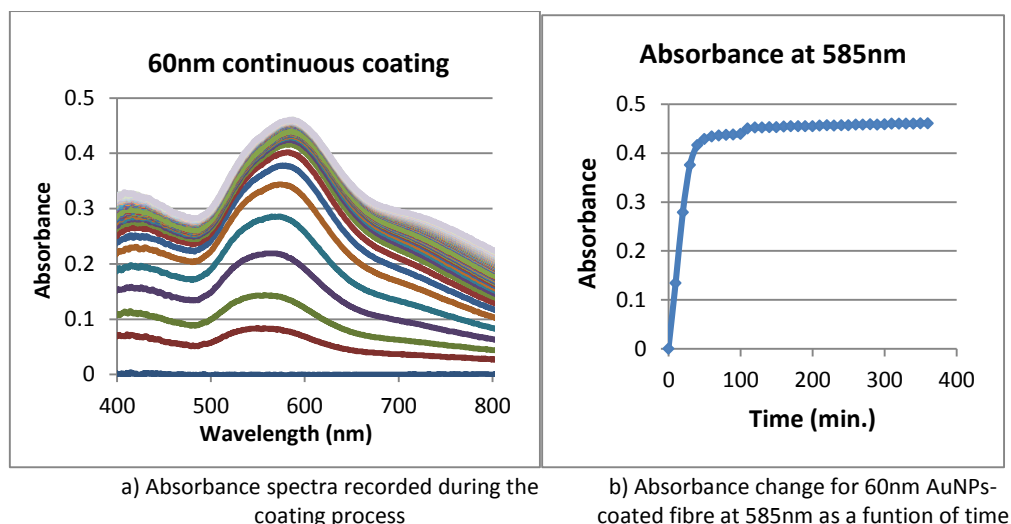 60nm continuous coating
0.5
0.4
0.3
0.2
0.1
0
Absorbance
400
500
600
700
800
Wavelength (nm)
a) Absorbance spectra recorded during the
coating process
Absorbance at 585nm
0.5
0.4
0.3
0.2
0.1
0
Absorbance
0
100
200
300
400
Time (min.)
b) Absorbance change for 60nm AuNPs-
coated fibre at 585nm as a funtion of time